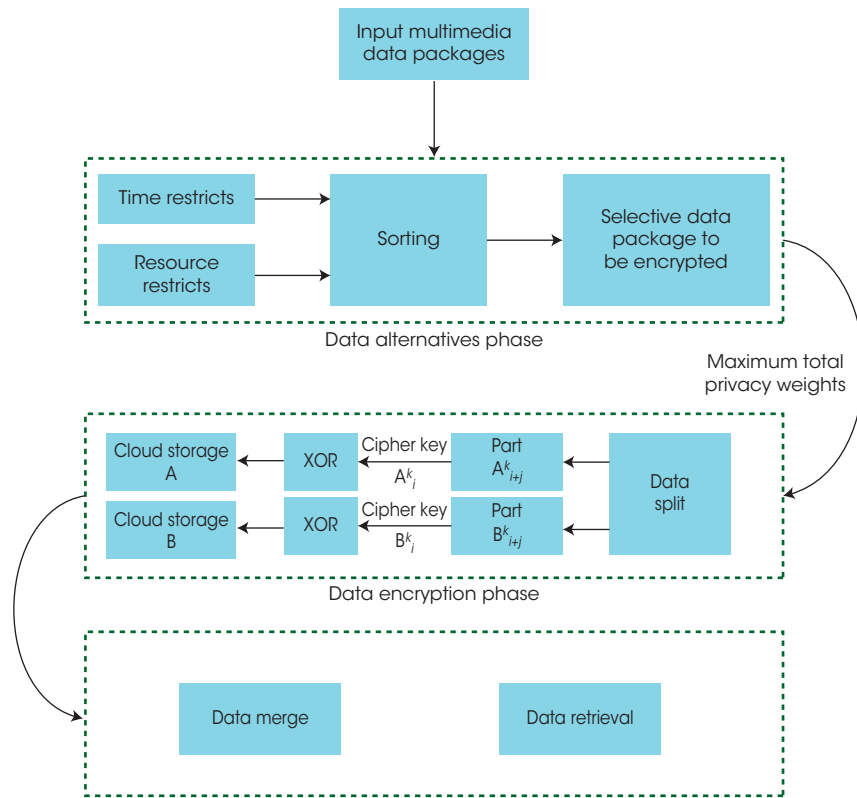 Input multimedia
data packages
Time restricts
Resource
restricts
Sorting
Selective data
package to
be encrypted
Data alternatives phase
Maximum total
privacy weights
Cloud storage
A
XOR
Cipher key
A^k_i
Part
A^k_{i+j}
Data
split
Cloud storage
B
XOR
Cipher key
B^k_i
Part
B^k_{i+j}
Data encryption phase
Data merge
Data retrieval